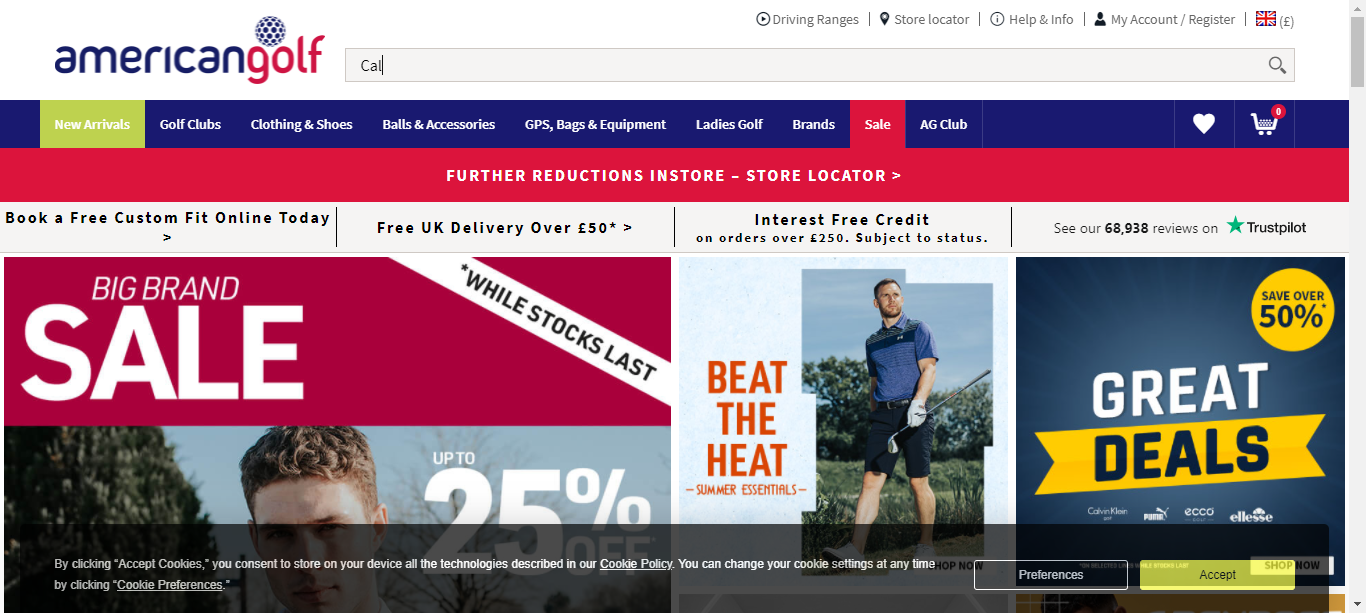 Driving Ranges
Store locator
Help & Info
My Account / Register
(£)
americangolf
Cal
New Arrivals
Golf Clubs
Clothing & Shoes
Balls & Accessories
GPS, Bags & Equipment
Ladies Golf
Brands
Sale
AG Club
0
FURTHER REDUCTIONS INSTORE – STORE LOCATOR >
Book a Free Custom Fit Online Today
>
Free UK Delivery Over £50* >
Interest Free Credit
on orders over £250. Subject to status.
See our 68,938 reviews on Trustpilot
BIG BRAND
SALE
*WHILE STOCKS LAST
UP TO
25%
OFF*
BEAT
THE
HEAT
– SUMMER ESSENTIALS –
SHOP NOW
SAVE OVER
50%*
GREAT
DEALS
Calvin Klein
golf
PUMA
ecco
ellesse
*ON SELECTED LINES WHILE STOCKS LAST
SHOP NOW
By clicking “Accept Cookies,” you consent to store on your device all the technologies described in our Cookie Policy. You can change your cookie settings at any time
by clicking “Cookie Preferences.”
Preferences
Accept